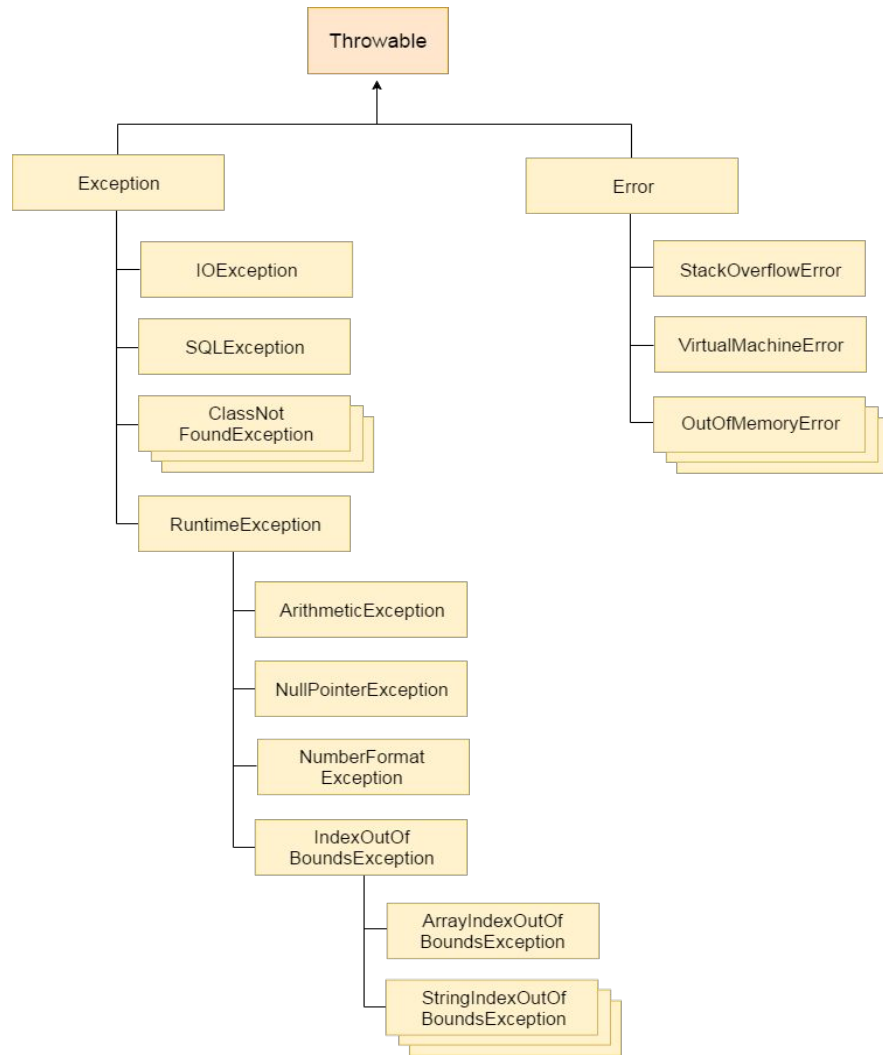 Throwable
Exception
Error
IOException
StackOverflowError
SQLException
VirtualMachineError
ClassNot
FoundException
OutOfMemoryError
RuntimeException
ArithmeticException
NullPointerException
NumberFormat
Exception
IndexOutOf
BoundsException
ArrayIndexOutOf
BoundsException
StringIndexOutOf
BoundsException